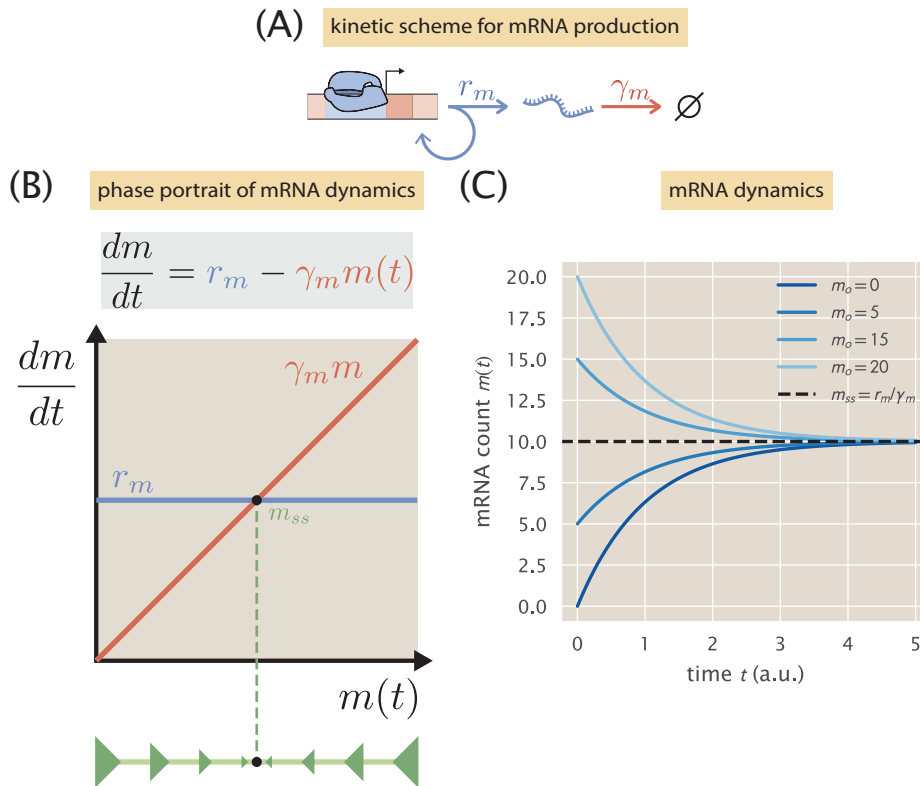 (A) kinetic scheme for mRNA production
r_m γ_m ∅
(B) phase portrait of mRNA dynamics
dm/dt = r_m − γ_m m(t)
dm/dt
γ_m m
r_m
m_ss
m(t)
(C) mRNA dynamics
mRNA count m(t)
20.0
17.5
15.0
12.5
10.0
7.5
5.0
2.5
0.0
m_o = 0
m_o = 5
m_o = 15
m_o = 20
m_ss = r_m/γ_m
0 1 2 3 4 5
time t (a.u.)